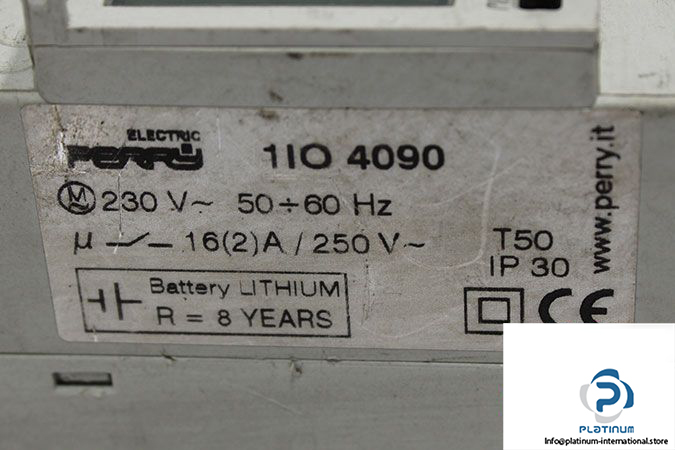 ELECTRIC
PERRY
1IO 4090
230 V~ 50÷60 Hz
µ 16(2)A / 250 V~
T50
IP 30
Battery LITHIUM
R = 8 YEARS
CE
www.perry.it
PLATINUM
Info@platinum-international.store